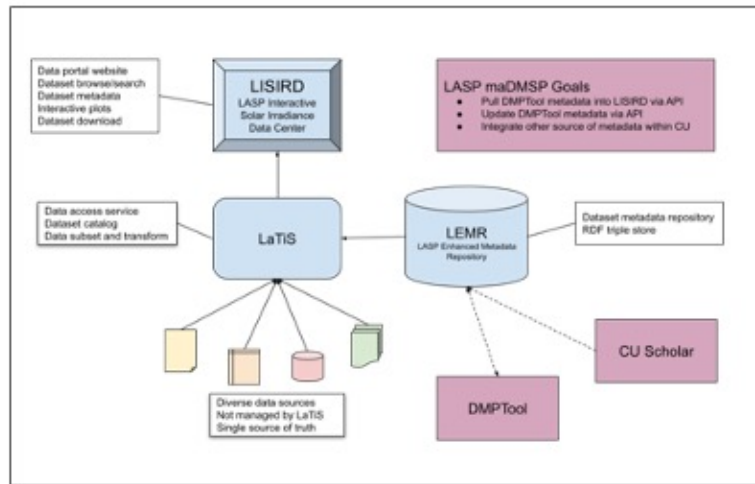 Data portal website
Dataset browse/search
Dataset metadata
Interactive plots
Dataset download
LISIRD
LASP Interactive
Solar Irradiance
Data Center
LASP maDMSP Goals
● Pull DMPTool metadata into LISIRD via API
● Update DMPTool metadata via API
● Integrate other source of metadata within CU
Data access service
Dataset catalog
Data subset and transform
LaTiS
LEMR
LASP Enhanced Metadata
Repository
Dataset metadata repository
RDF triple store
CU Scholar
DMPTool
Diverse data sources
Not managed by LaTiS
Single source of truth